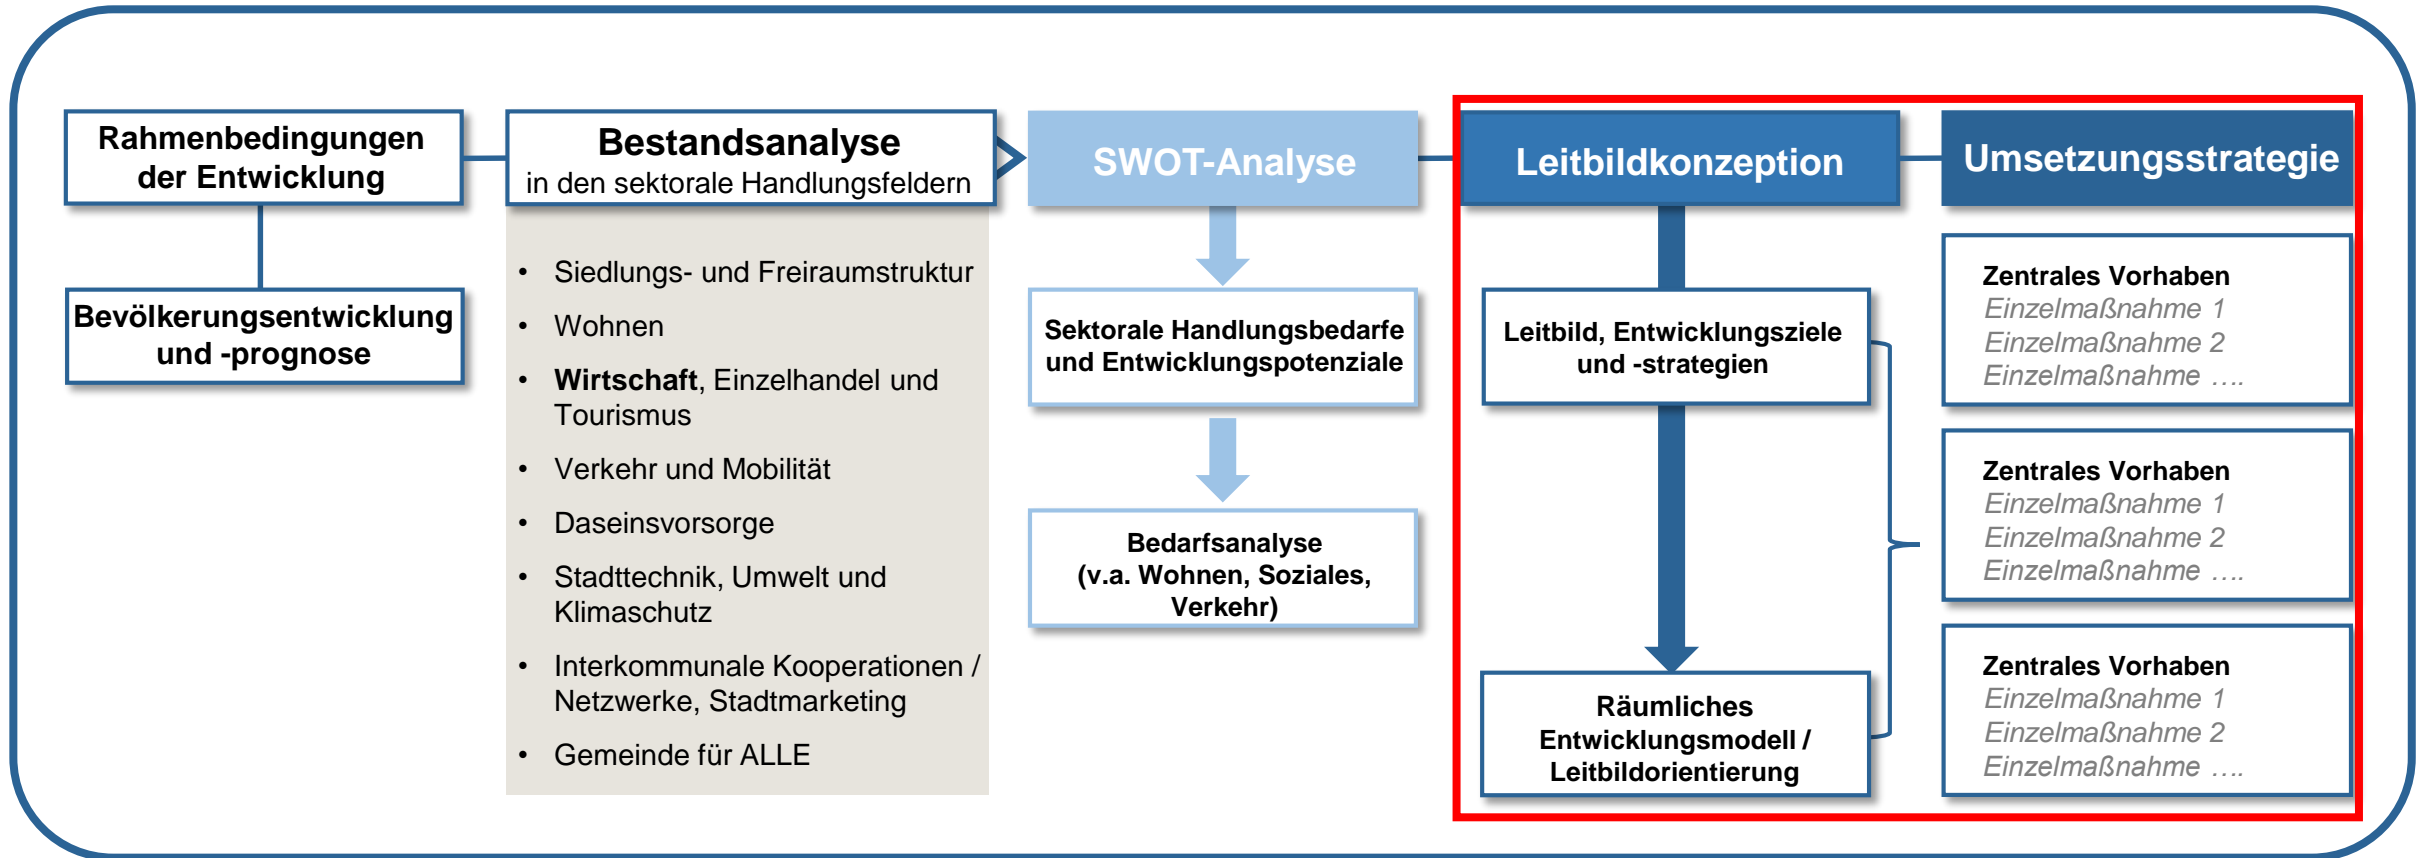 Rahmenbedingungen
der Entwicklung
Bevölkerungsentwicklung
und -prognose
Bestandsanalyse
in den sektorale Handlungsfeldern
• Siedlungs- und Freiraumstruktur
• Wohnen
• Wirtschaft, Einzelhandel und
Tourismus
• Verkehr und Mobilität
• Daseinsvorsorge
• Stadttechnik, Umwelt und
Klimaschutz
• Interkommunale Kooperationen /
Netzwerke, Stadtmarketing
• Gemeinde für ALLE
SWOT-Analyse
Sektorale Handlungsbedarfe
und Entwicklungspotenziale
Bedarfsanalyse
(v.a. Wohnen, Soziales,
Verkehr)
Leitbildkonzeption
Leitbild, Entwicklungsziele
und -strategien
Räumliches
Entwicklungsmodell /
Leitbildorientierung
Umsetzungsstrategie
Zentrales Vorhaben
Einzelmaßnahme 1
Einzelmaßnahme 2
Einzelmaßnahme ….
Zentrales Vorhaben
Einzelmaßnahme 1
Einzelmaßnahme 2
Einzelmaßnahme ….
Zentrales Vorhaben
Einzelmaßnahme 1
Einzelmaßnahme 2
Einzelmaßnahme ….